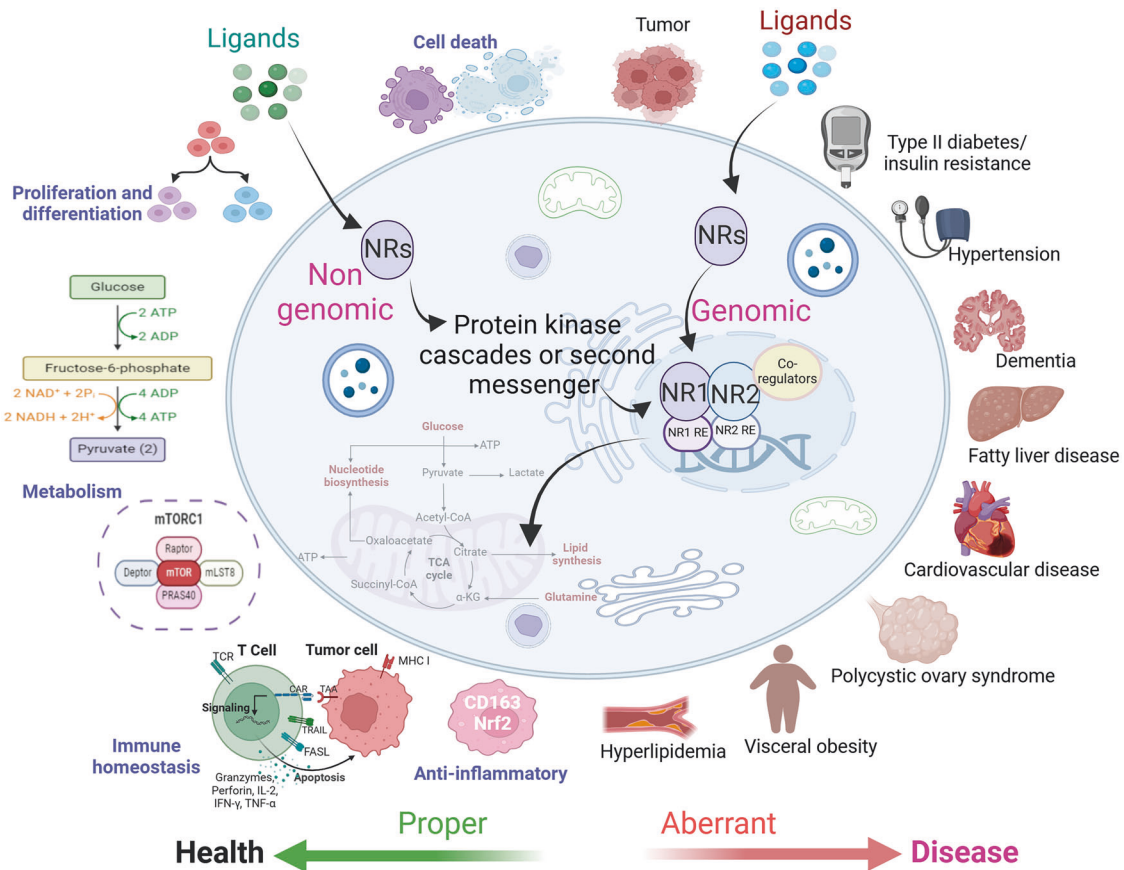 Ligands
Cell death
Tumor
Ligands
Proliferation and
differentiation
NRs
Non
genomic
NRs
Genomic
Type II diabetes/
insulin resistance
Hypertension
Dementia
Fatty liver disease
Cardiovascular disease
Polycystic ovary syndrome
Visceral obesity
Hyperlipidemia
Protein kinase
cascades or second
messenger
NR1
NR2
Co-
regulators
NR1 RE
NR2 RE
Glucose
2 ATP
2 ADP
Fructose-6-phosphate
2 NAD⁺ + 2Pᵢ
4 ADP
2 NADH + 2H⁺
4 ATP
Pyruvate (2)
Metabolism
mTORC1
Raptor
Deptor
mTOR
mLST8
PRAS40
Glucose
ATP
Nucleotide
biosynthesis
Pyruvate
Lactate
Acetyl-CoA
Oxaloacetate
Citrate
Lipid
synthesis
ATP
TCA
cycle
Succinyl-CoA
α-KG
Glutamine
T Cell
Tumor cell
TCR
MHC I
CAR
TAA
Signaling
TRAIL
FASL
Apoptosis
Granzymes,
Perforin, IL-2,
IFN-γ, TNF-α
Immune
homeostasis
CD163
Nrf2
Anti-inflammatory
Proper
Aberrant
Health
Disease